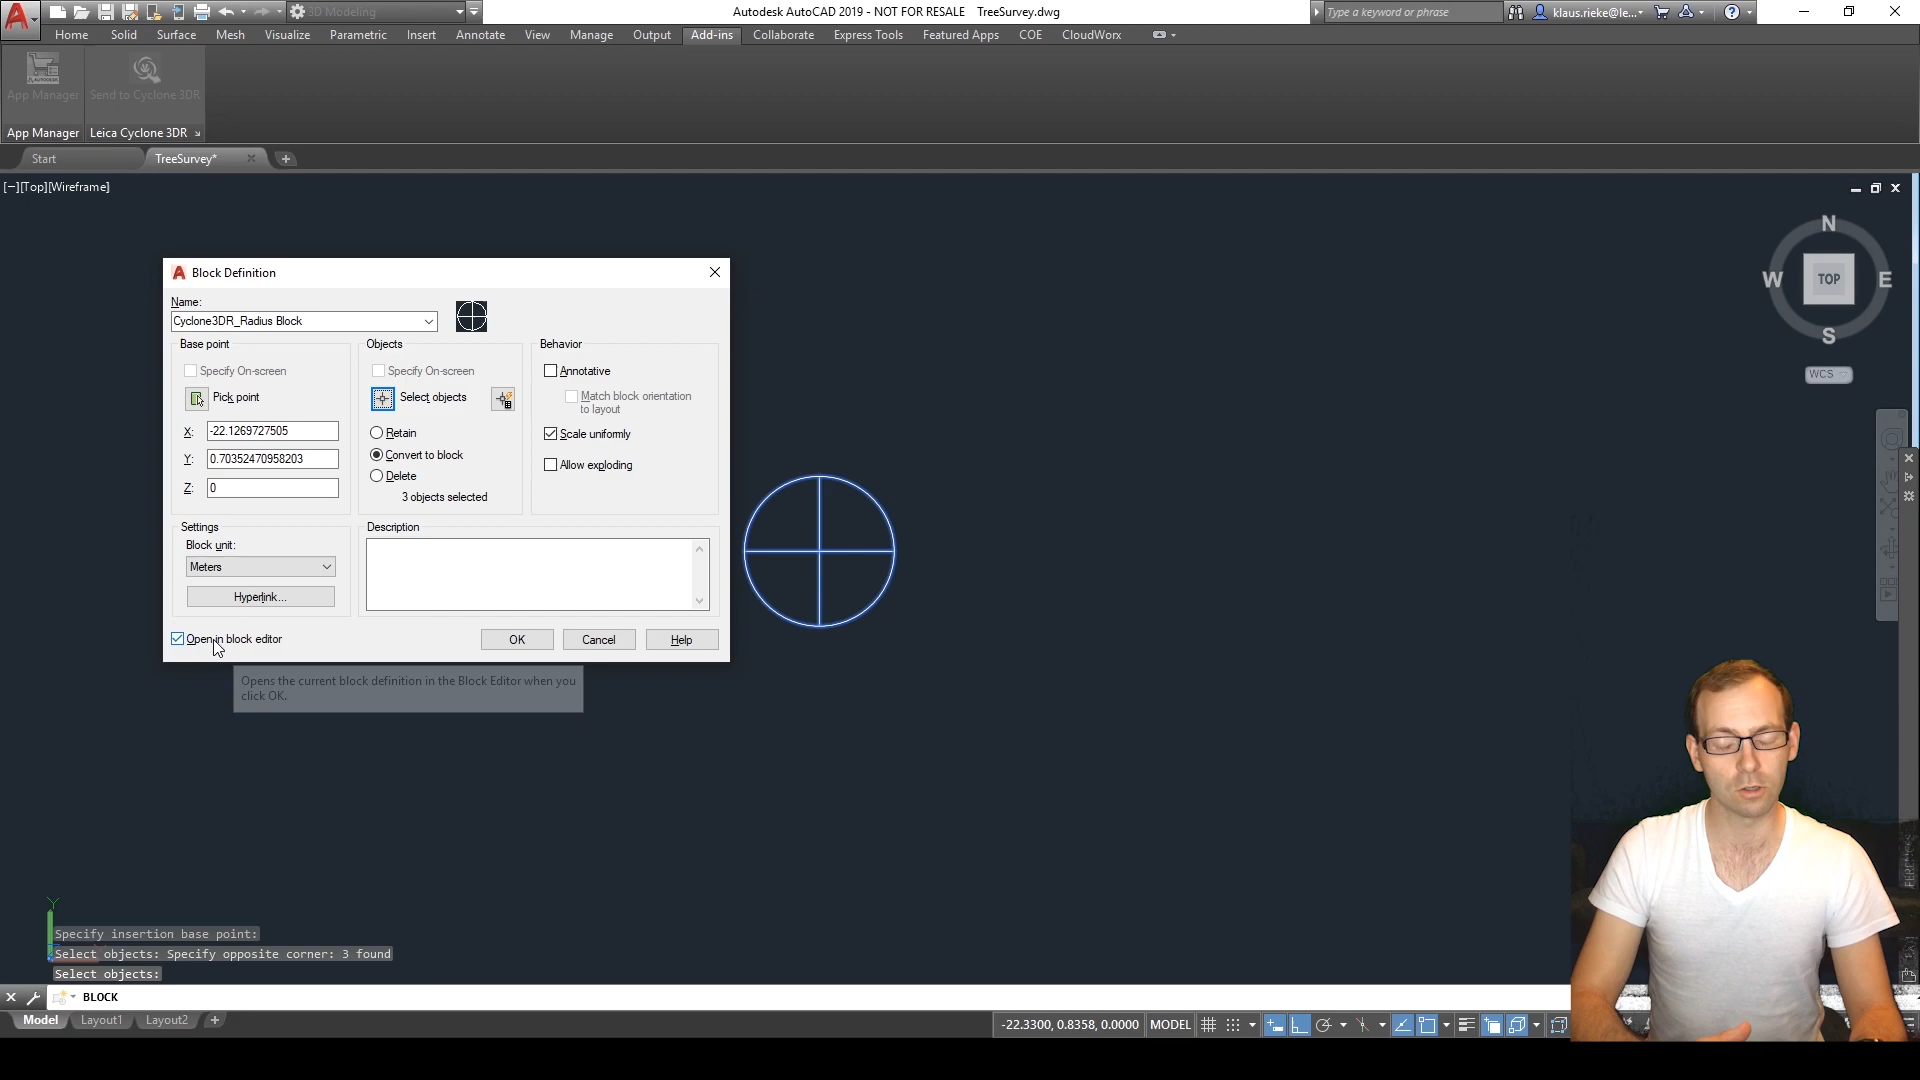 3D Modeling
Autodesk AutoCAD 2019 - NOT FOR RESALE TreeSurvey.dwg
Type a keyword or phrase
klaus.rieke@le...
Home Solid Surface Mesh Visualize Parametric Insert Annotate View Manage Output Add-ins Collaborate Express Tools Featured Apps COE CloudWorx
App Manager Send to Cyclone 3DR
App Manager Leica Cyclone 3DR
Start TreeSurvey*
[−][Top][Wireframe]
N
W TOP E
S
WCS
Block Definition
Name:
Cyclone3DR_Radius Block
Base point Objects Behavior
Specify On-screen Specify On-screen Annotative
Pick point Select objects Match block orientation
to layout
X: -22.1269727505 Retain Scale uniformly
Y: 0.70352470958203 Convert to block Allow exploding
Delete
Z: 0 3 objects selected
Settings Description
Block unit:
Meters
Hyperlink...
Open in block editor OK Cancel Help
Opens the current block definition in the Block Editor when you
click OK.
Y
Specify insertion base point:
Select objects: Specify opposite corner: 3 found
Select objects:
BLOCK
Model Layout1 Layout2
-22.3300, 0.8358, 0.0000 MODEL